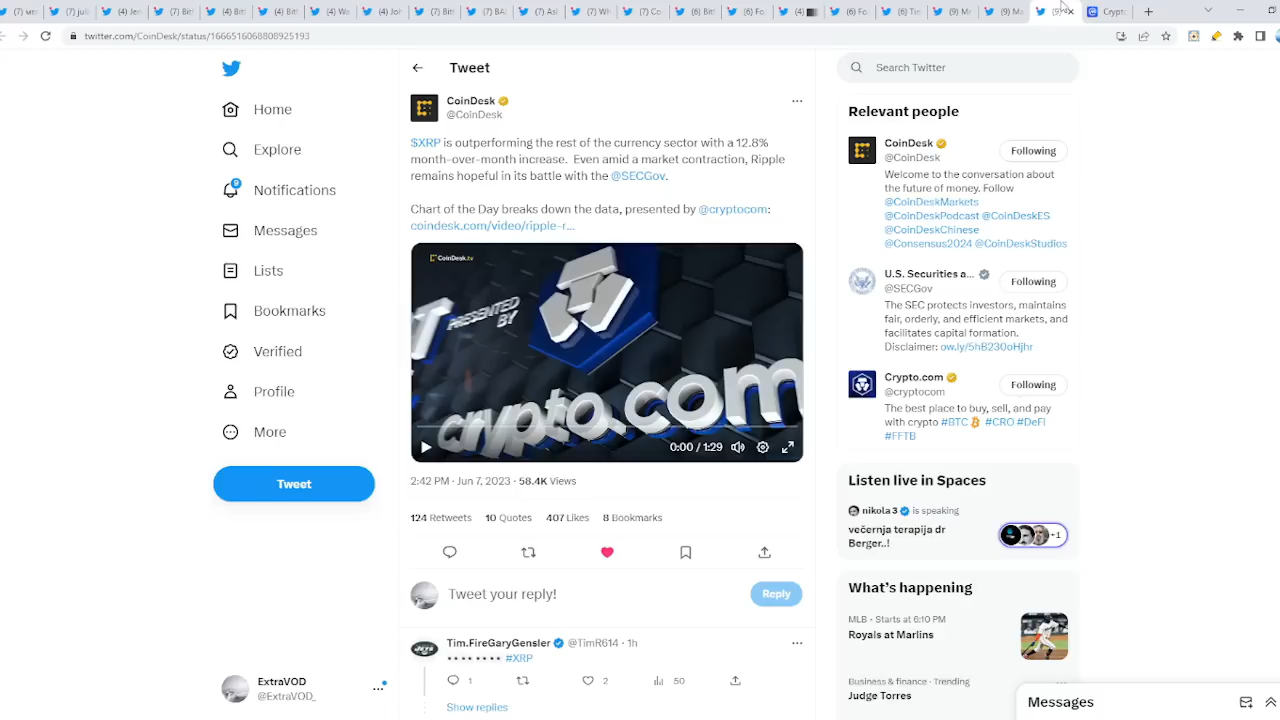 twitter.com/CoinDesk/status/1666516068808925193
Crypto
Home
Explore
9
Notifications
Messages
Lists
Bookmarks
Verified
Profile
More
Tweet
ExtraVOD
@ExtraVOD_
Tweet
CoinDesk
@CoinDesk
$XRP is outperforming the rest of the currency sector with a 12.8%
month-over-month increase. Even amid a market contraction, Ripple
remains hopeful in its battle with the @SECGov.
Chart of the Day breaks down the data, presented by @cryptocom:
coindesk.com/video/ripple-r...
CoinDesk.tv
PRESENTED
BY
crypto.com
0:00 / 1:29
2:42 PM · Jun 7, 2023 · 58.4K Views
124 Retweets 10 Quotes 407 Likes 8 Bookmarks
Tweet your reply!
Reply
Tim.FireGaryGensler @TimR614 · 1h
#XRP
1 2 50
Show replies
Search Twitter
Relevant people
CoinDesk
@CoinDesk
Following
Welcome to the conversation about
the future of money. Follow
@CoinDeskMarkets
@CoinDeskPodcast @CoinDeskES
@CoinDeskChinese
@Consensus2024 @CoinDeskStudios
U.S. Securities a...
@SECGov
Following
The SEC protects investors, maintains
fair, orderly, and efficient markets, and
facilitates capital formation.
Disclaimer: ow.ly/5hB230oHjhr
Crypto.com
@cryptocom
Following
The best place to buy, sell, and pay
with crypto #BTC #CRO #DeFi
#FFTB
Listen live in Spaces
nikola 3 is speaking
večernja terapija dr
Berger..!
+1
What's happening
MLB · Starts at 6:10 PM
Royals at Marlins
Business & finance · Trending
Judge Torres
Messages